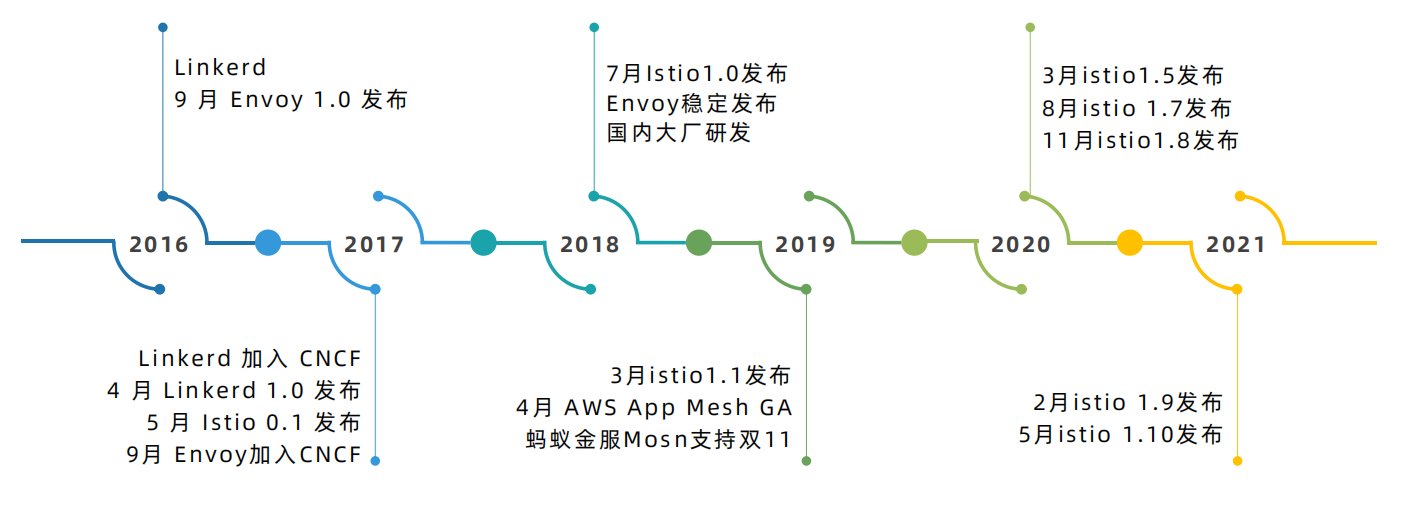 Linkerd
9 月 Envoy 1.0 发布
7月Istio1.0发布
Envoy稳定发布
国内大厂研发
3月istio1.5发布
8月istio 1.7发布
11月istio1.8发布
2016
2017
2018
2019
2020
2021
Linkerd 加入 CNCF
4 月 Linkerd 1.0 发布
5 月 Istio 0.1 发布
9月 Envoy加入CNCF
3月istio1.1发布
4月 AWS App Mesh GA
蚂蚁金服Mosn支持双11
2月istio 1.9发布
5月istio 1.10发布